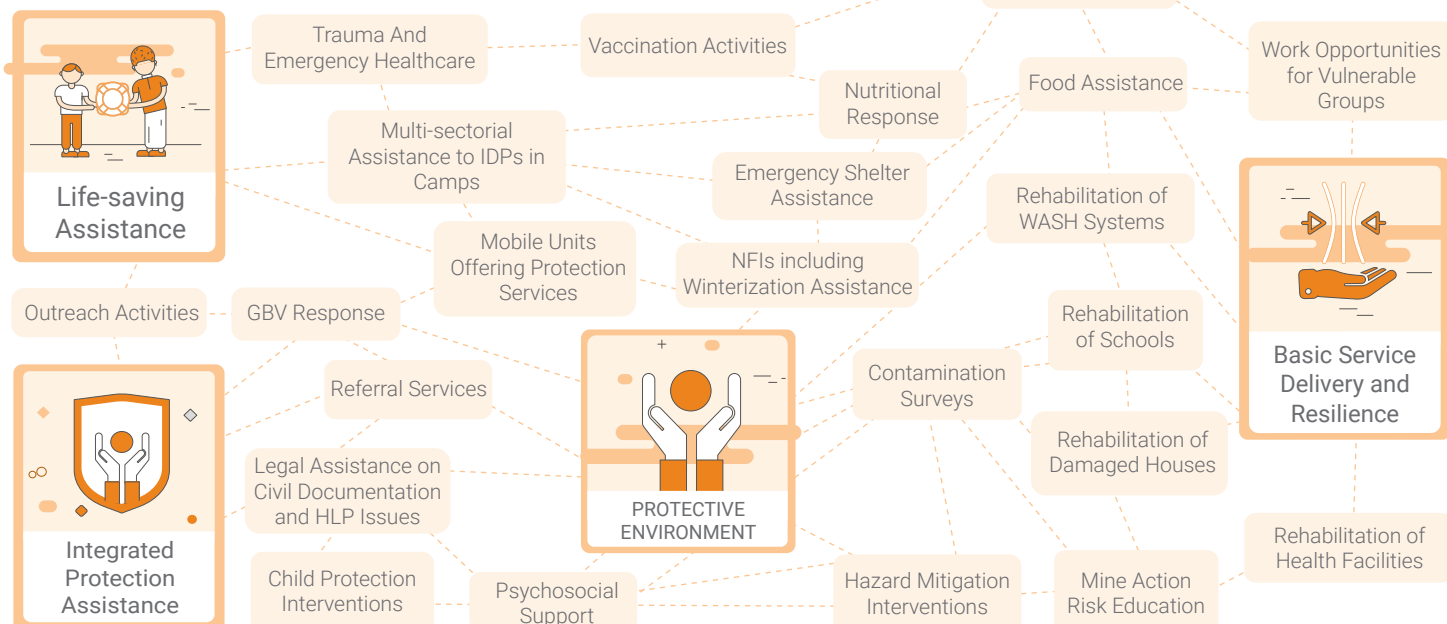 Trauma And
Emergency Healthcare
Vaccination Activities
Work Opportunities
for Vulnerable
Groups
Nutritional
Response
Food Assistance
Multi-sectorial
Assistance to IDPs in
Camps
Emergency Shelter
Assistance
Life-saving
Assistance
Rehabilitation of
WASH Systems
Mobile Units
Offering Protection
Services
NFIs including
Winterization Assistance
Outreach Activities
GBV Response
Rehabilitation
of Schools
Basic Service
Delivery and
Resilience
Referral Services
Contamination
Surveys
Rehabilitation of
Damaged Houses
Legal Assistance on
Civil Documentation
and HLP Issues
PROTECTIVE
ENVIRONMENT
Rehabilitation of
Health Facilities
Integrated
Protection
Assistance
Child Protection
Interventions
Psychosocial
Support
Hazard Mitigation
Interventions
Mine Action
Risk Education